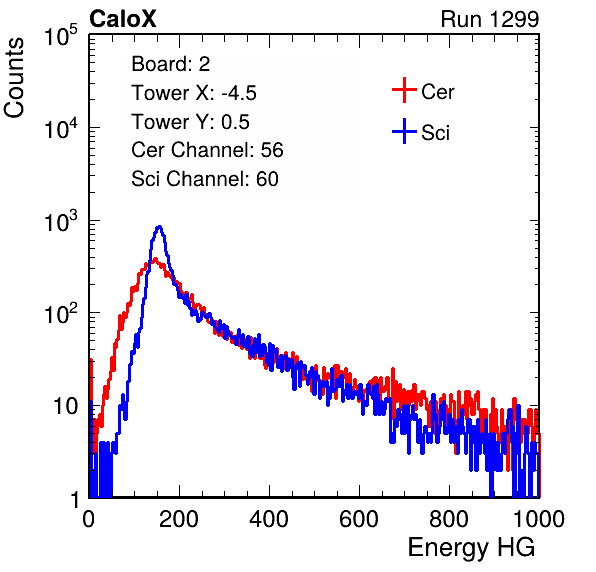 CaloX Run 1299
Counts
10^5
10^4
10^3
10^2
10
1
Board: 2
Tower X: -4.5
Tower Y: 0.5
Cer Channel: 56
Sci Channel: 60
Cer
Sci
0 200 400 600 800 1000
Energy HG